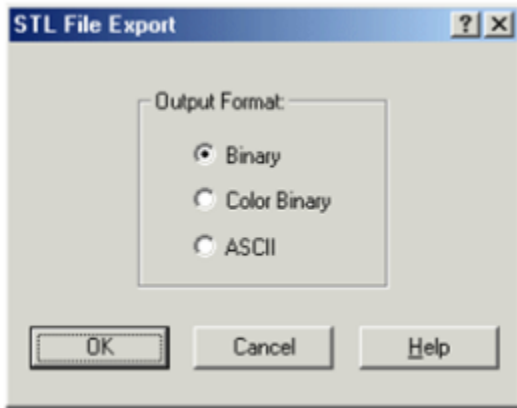 STL File Export
Output Format:
Binary
Color Binary
ASCII
OK Cancel Help